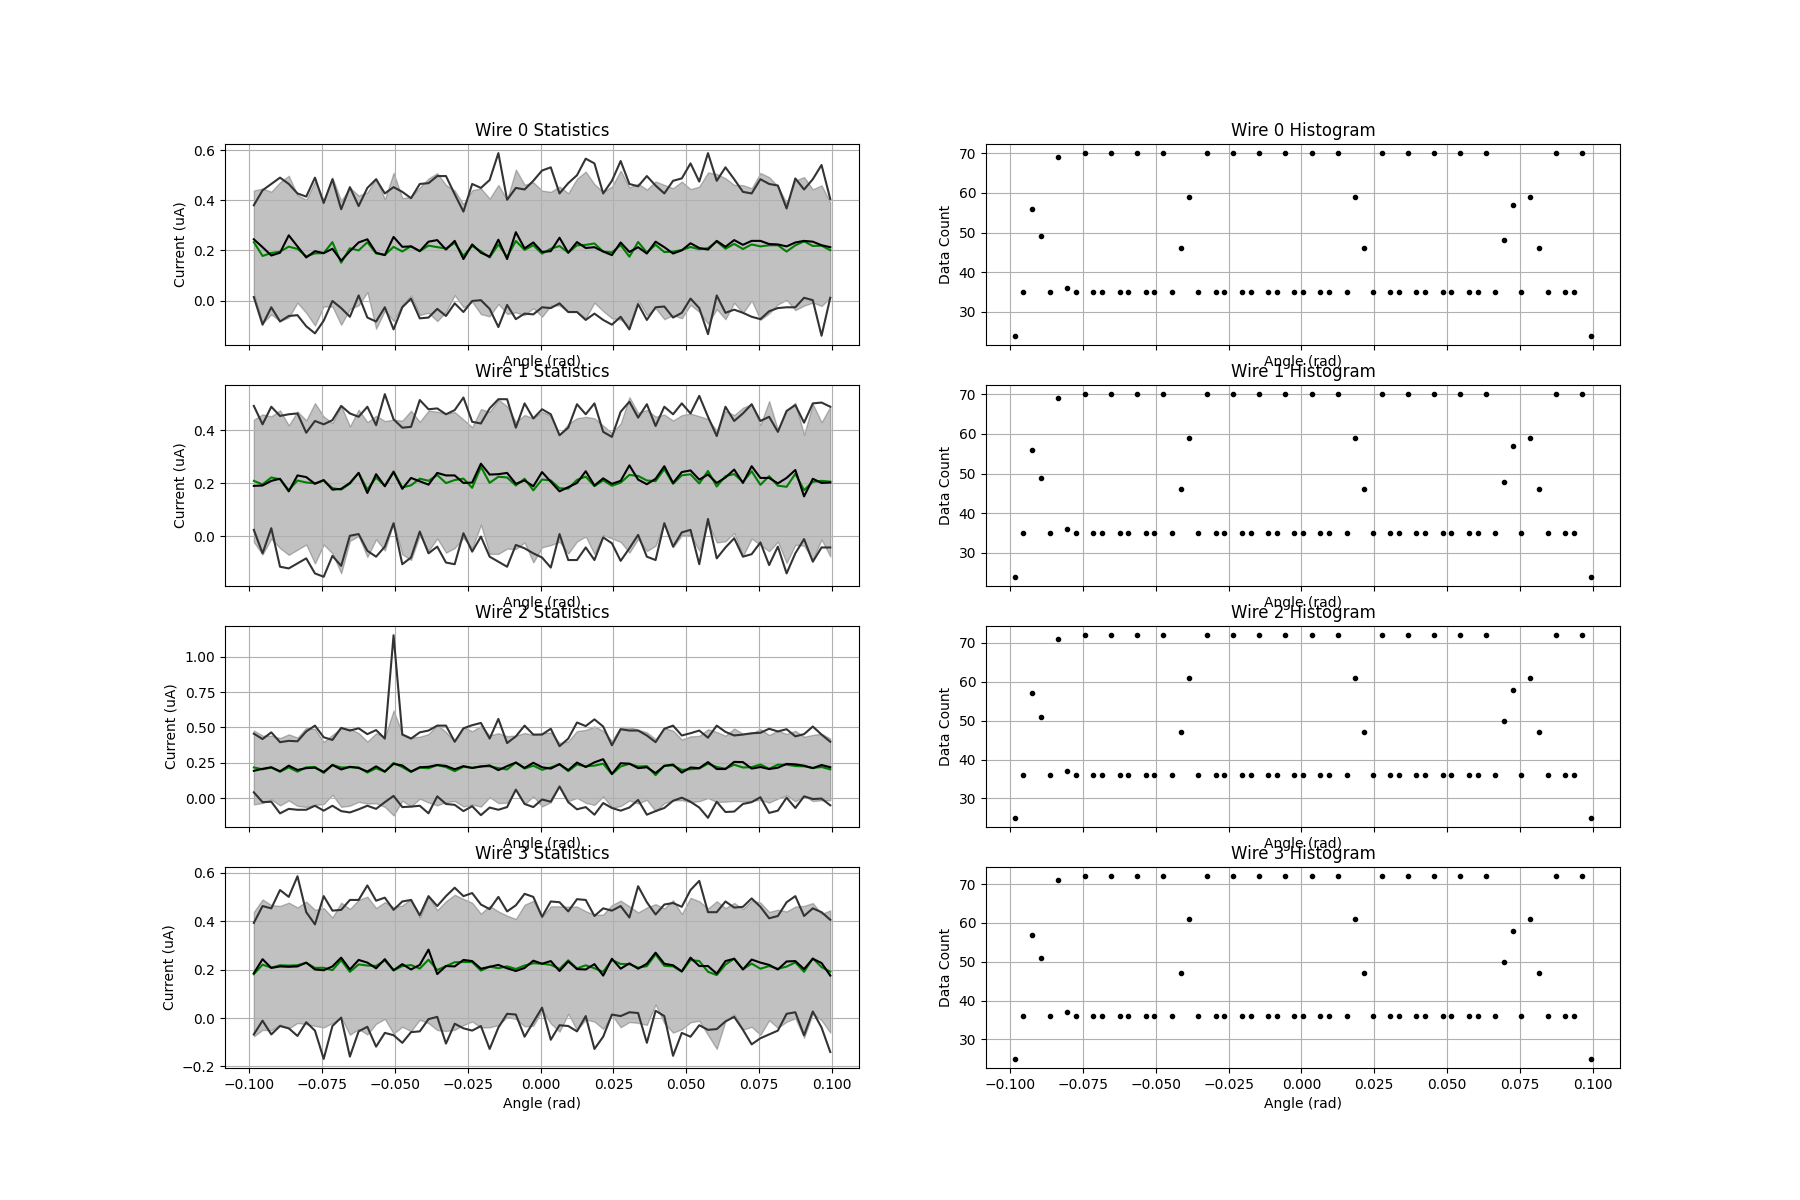 Wire 0 Statistics
Wire 0 Histogram
0.6
0.4
0.2
0.0
Current (uA)
Angle (rad)
70
60
50
40
30
Data Count
Angle (rad)
Wire 1 Statistics
Wire 1 Histogram
0.4
0.2
0.0
Current (uA)
Angle (rad)
70
60
50
40
30
Data Count
Angle (rad)
Wire 2 Statistics
Wire 2 Histogram
1.00
0.75
0.50
0.25
0.00
Current (uA)
Angle (rad)
70
60
50
40
30
Data Count
Angle (rad)
Wire 3 Statistics
Wire 3 Histogram
0.6
0.4
0.2
0.0
−0.2
Current (uA)
−0.100 −0.075 −0.050 −0.025 0.000 0.025 0.050 0.075 0.100
Angle (rad)
70
60
50
40
30
Data Count
−0.100 −0.075 −0.050 −0.025 0.000 0.025 0.050 0.075 0.100
Angle (rad)